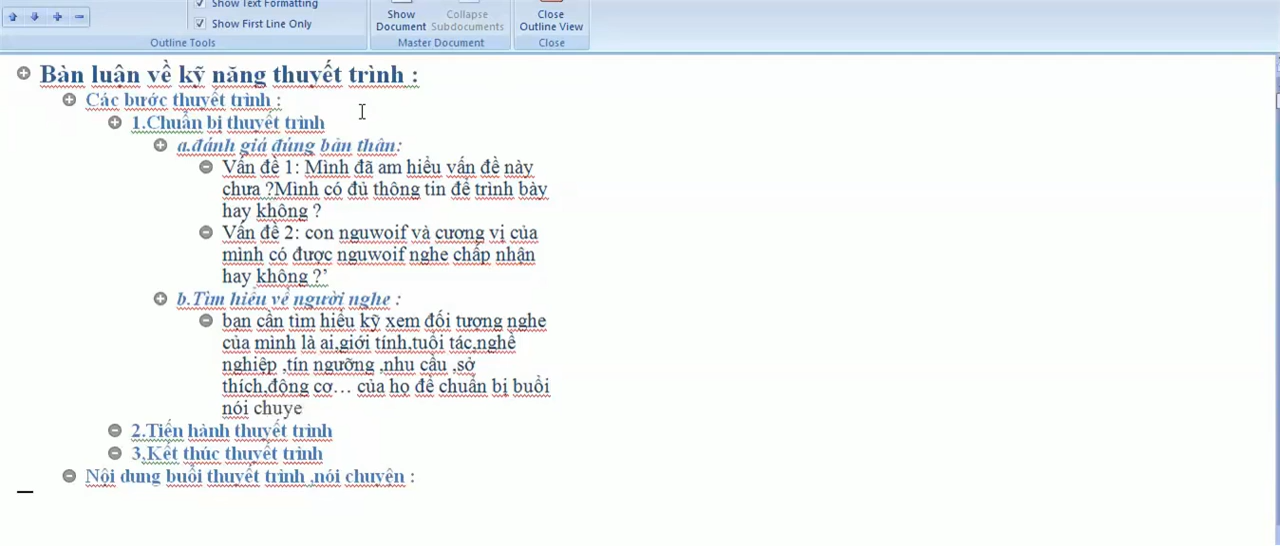 Show Text Formatting
Show First Line Only
Show Document
Collapse Subdocuments
Close Outline View
Outline Tools
Master Document
Close
Bàn luận về kỹ năng thuyết trình :
Các bước thuyết trình :
1.Chuẩn bị thuyết trình
a.đánh giá đúng bản thân:
Vấn đề 1: Mình đã am hiểu vấn đề này
chưa ?Mình có đủ thông tin để trình bày
hay không ?
Vấn đề 2: con nguwoif và cương vị của
mình có được nguwoif nghe chấp nhận
hay không ?’
b.Tìm hiểu về người nghe :
bạn cần tìm hiểu kỹ xem đối tượng nghe
của mình là ai,giới tính,tuổi tác,nghề
nghiệp ,tín ngưỡng ,nhu cầu ,sở
thích,động cơ… của họ để chuẩn bị buổi
nói chuye
2.Tiến hành thuyết trình
3.Kết thúc thuyết trình
Nội dung buổi thuyết trình ,nói chuyện :